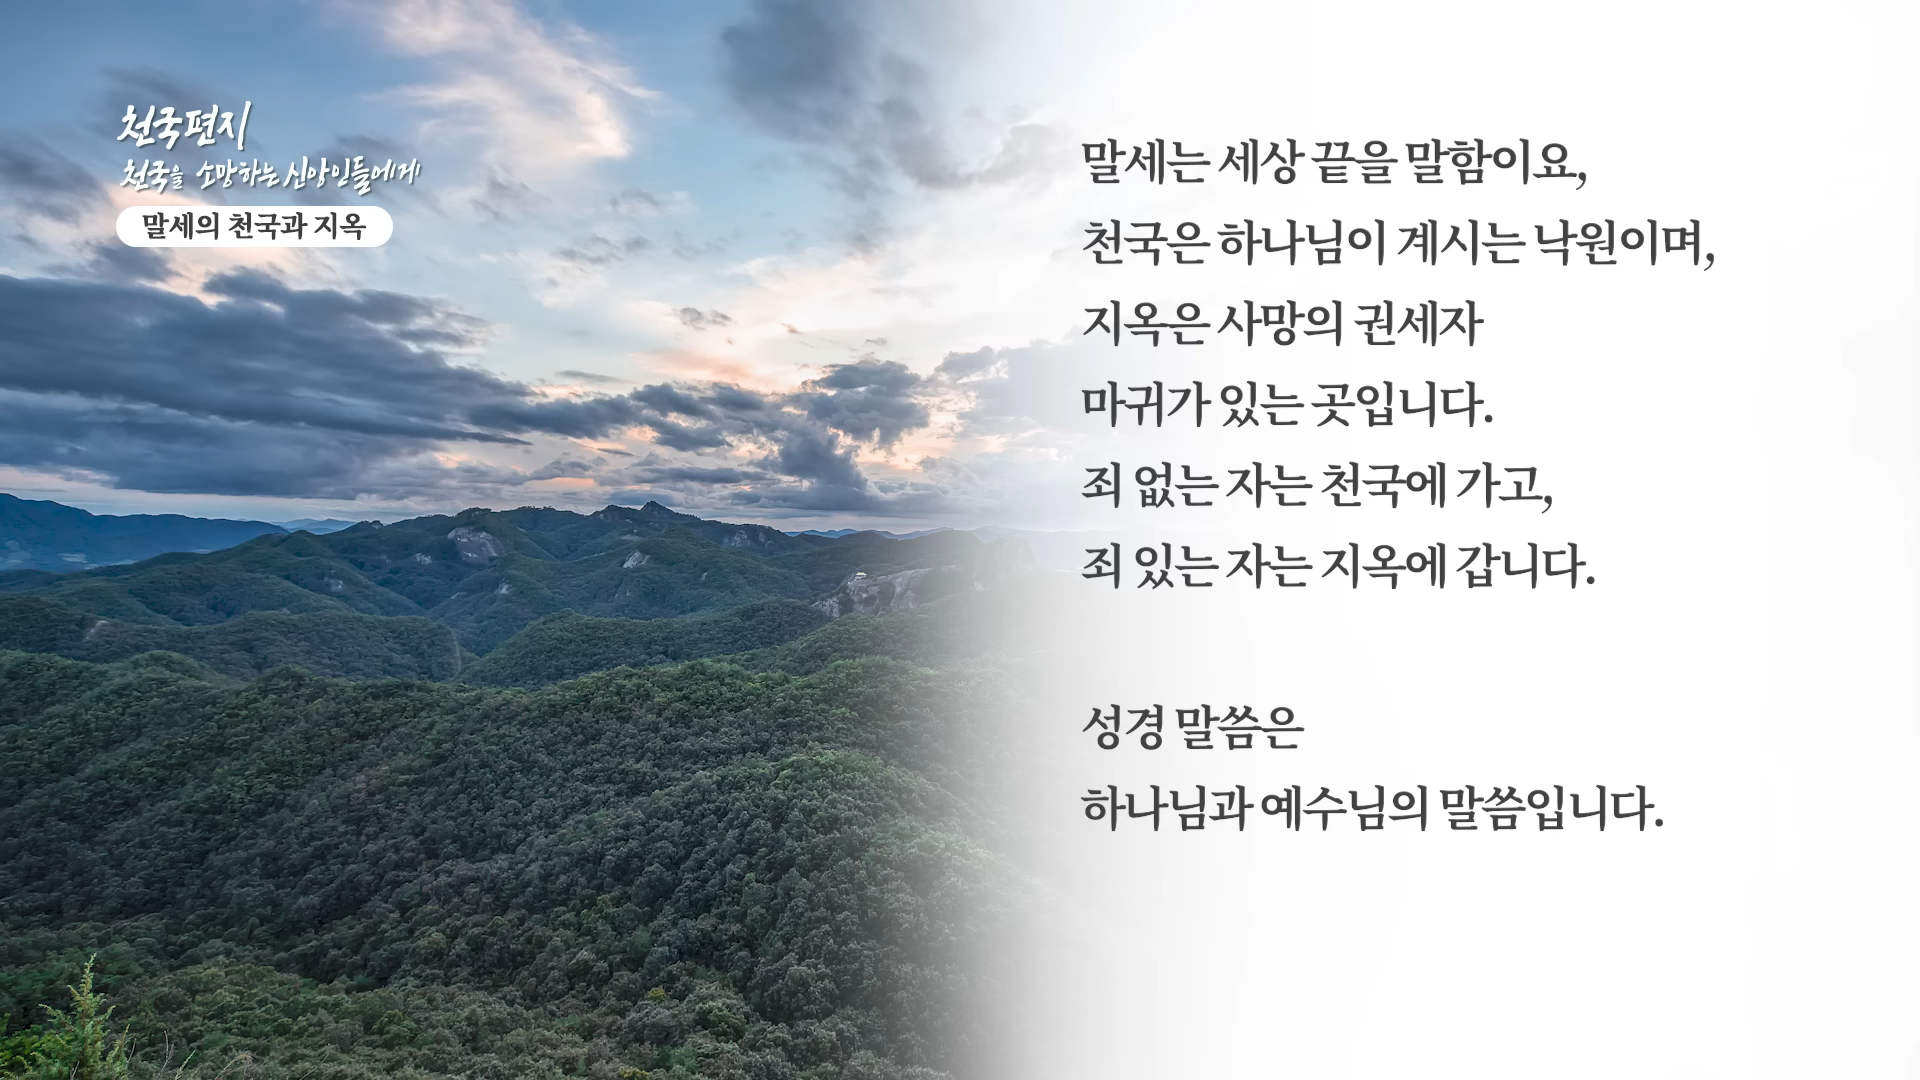 천국편지
천국을 소망하는 신앙인들에게
말세의 천국과 지옥
말세는 세상 끝을 말함이요,
천국은 하나님이 계시는 낙원이며,
지옥은 사망의 권세자
마귀가 있는 곳입니다.
죄 없는 자는 천국에 가고,
죄 있는 자는 지옥에 갑니다.
성경 말씀은
하나님과 예수님의 말씀입니다.